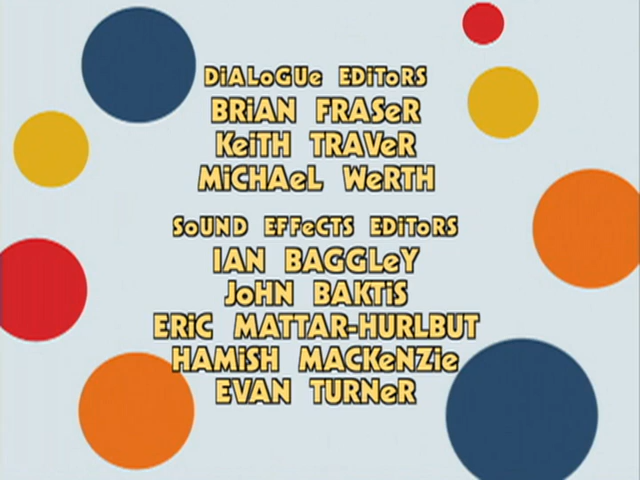 DiALoGUe EDiToRS
BRiAN FRASeR
KeiTH TRAVeR
MiCHAeL WeRTH
SoUND EFFeCTS EDiToRS
IAN BAGGLeY
JoHN BAKTiS
ERiC MATTAR-HURLBUT
HAMiSH MACKeNZie
EVAN TURNeR